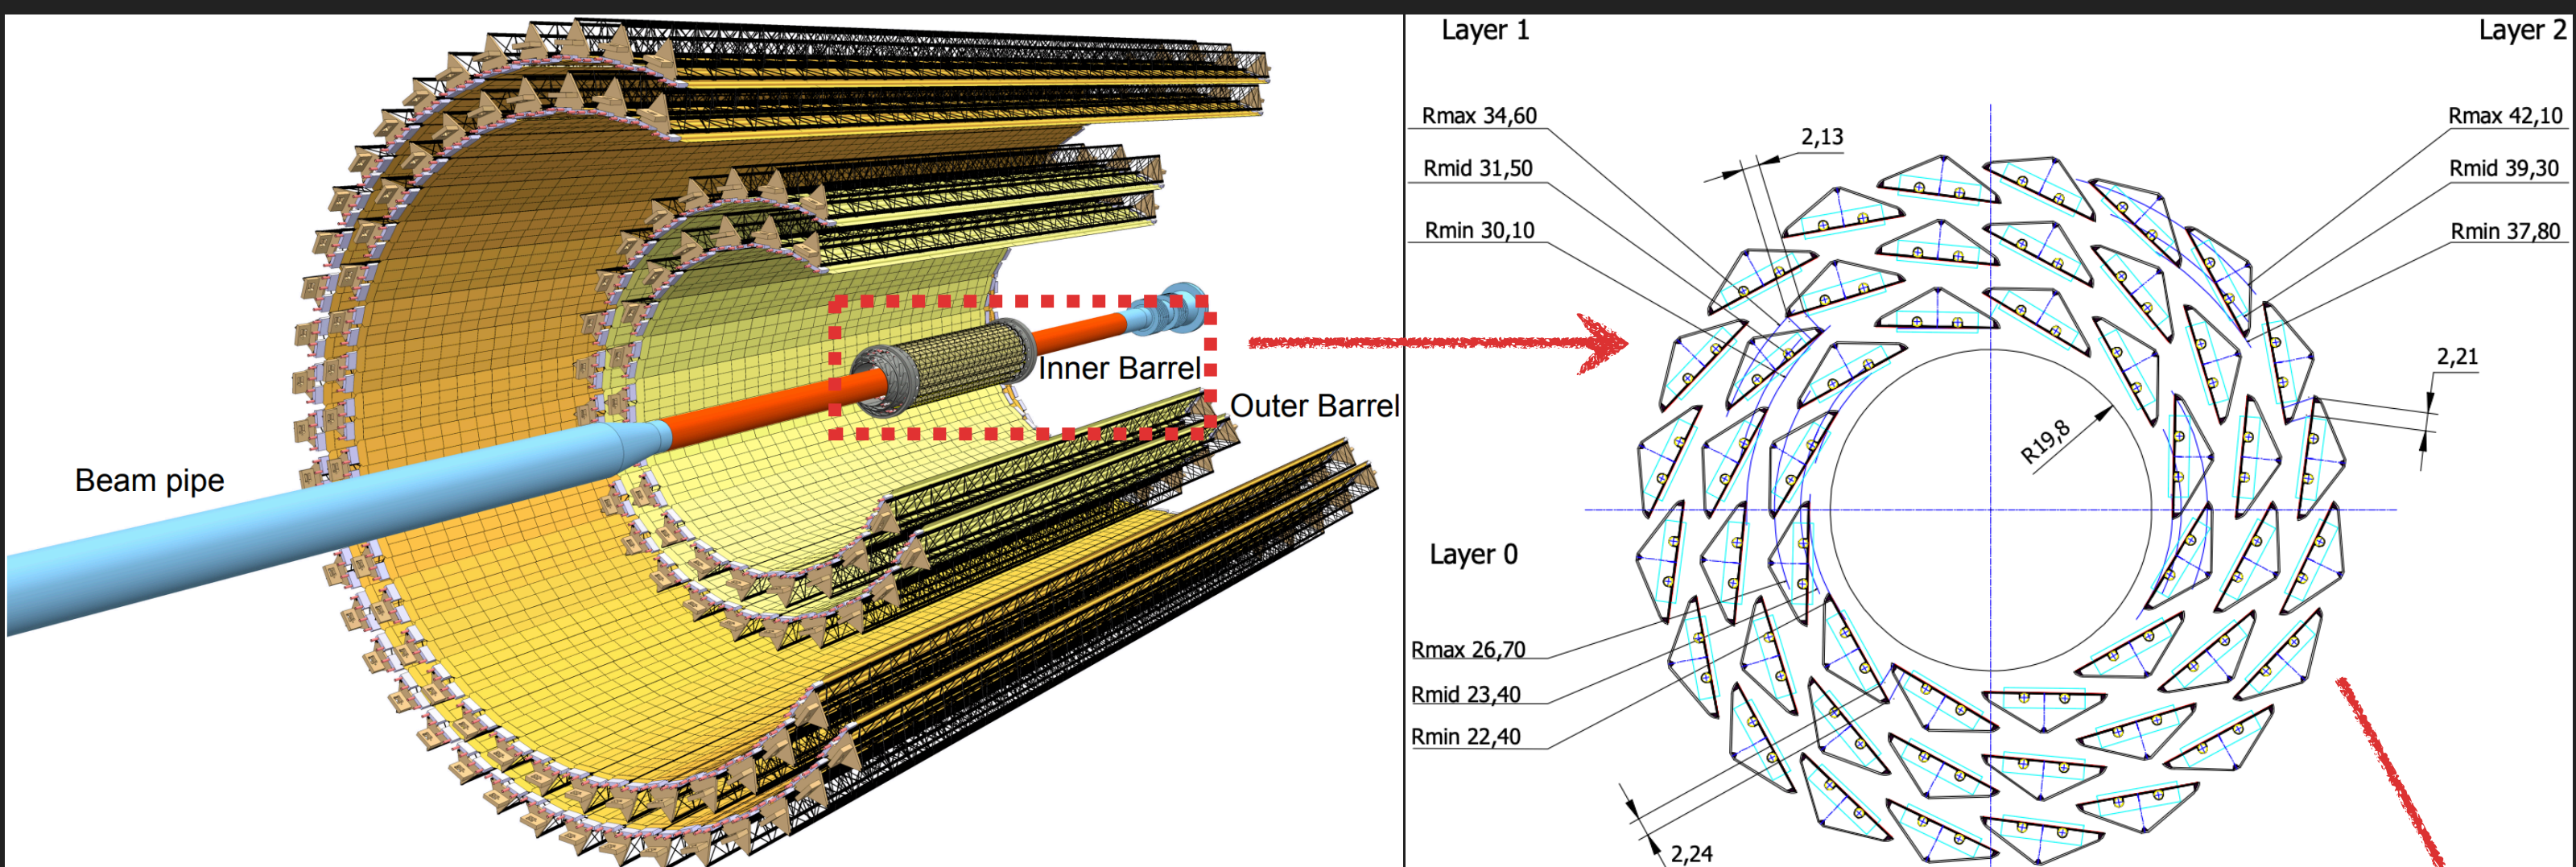 Beam pipe
Inner Barrel
Outer Barrel
Layer 1
Layer 2
Rmax 34,60
Rmid 31,50
Rmin 30,10
2,13
Rmax 42,10
Rmid 39,30
Rmin 37,80
2,21
R19,8
Layer 0
Rmax 26,70
Rmid 23,40
Rmin 22,40
2,24